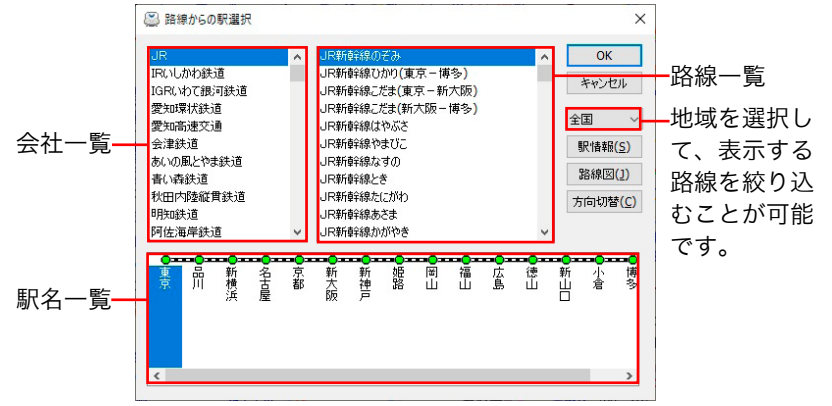 路線からの駅選択
JR
IRいしかわ鉄道
IGRいわて銀河鉄道
愛知環状鉄道
愛知高速交通
会津鉄道
あいの風とやま鉄道
青い森鉄道
秋田内陸縦貫鉄道
明知鉄道
阿佐海岸鉄道
JR新幹線のぞみ
JR新幹線ひかり(東京－博多)
JR新幹線こだま(東京－新大阪)
JR新幹線こだま(新大阪－博多)
JR新幹線はやぶさ
JR新幹線やまびこ
JR新幹線なすの
JR新幹線とき
JR新幹線たにがわ
JR新幹線あさま
JR新幹線かがやき
OK
キャンセル
全国
駅情報(S)
路線図(J)
方向切替(C)
会社一覧
路線一覧
地域を選択し
て、表示する
路線を絞り込
むことが可能
です。
駅名一覧
東京
品川
新横浜
名古屋
京都
新大阪
新神戸
姫路
岡山
福山
広島
徳山
新山口
小倉
博多